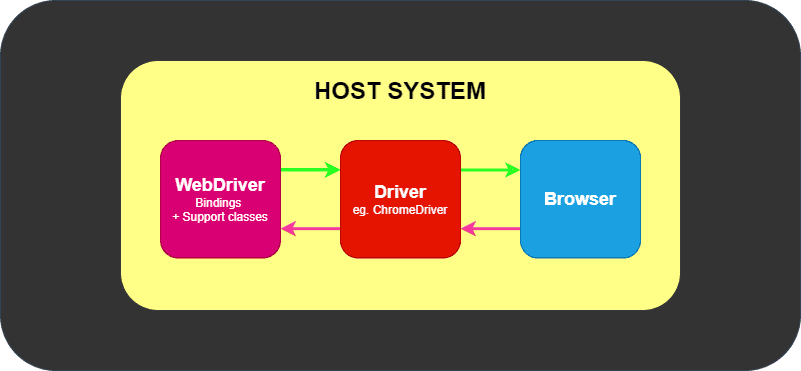 HOST SYSTEM
WebDriver
Bindings
+ Support classes
Driver
eg. ChromeDriver
Browser